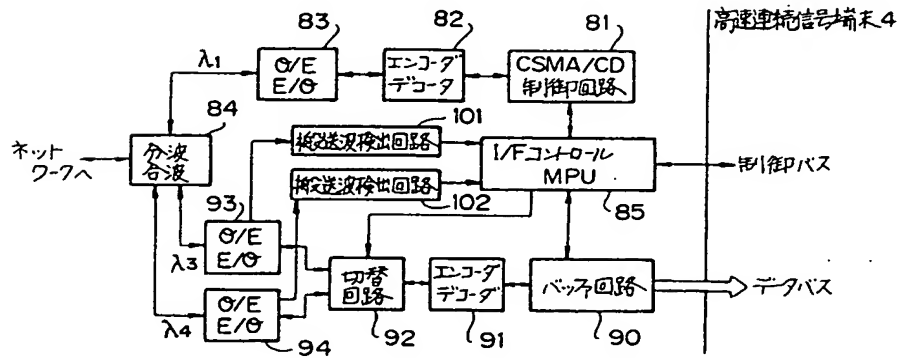 83
82
81
高速連続信号端末4
λ1
O/E
E/O
エンコーダ
デコーダ
CSMA/CD
制御回路
84
101
ネット
ワークへ
分波
合波
搬送波検出回路
搬送波検出回路
102
I/Fコントロール
MPU
85
制御バス
93
λ3
O/E
E/O
λ4
O/E
E/O
94
切替
回路
92
エンコーダ
デコーダ
91
バッファ回路
90
データバス